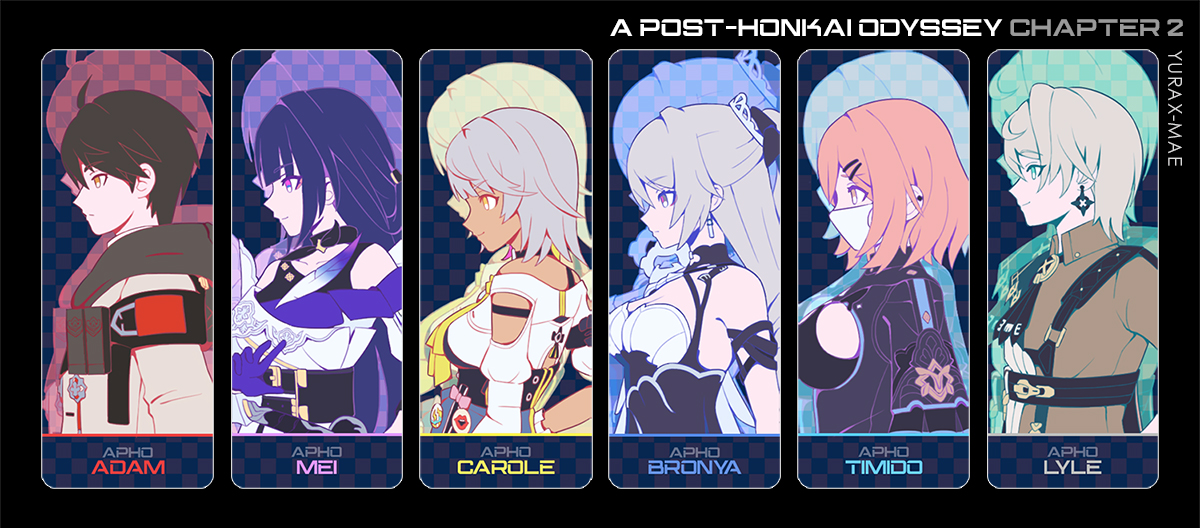 A POST-HONKAI ODYSSEY CHAPTER 2
YURAX-MAE
APHO
ADAM
APHO
MEI
APHO
CAROLE
APHO
BRONYA
APHO
TIMIDO
APHO
LYLE